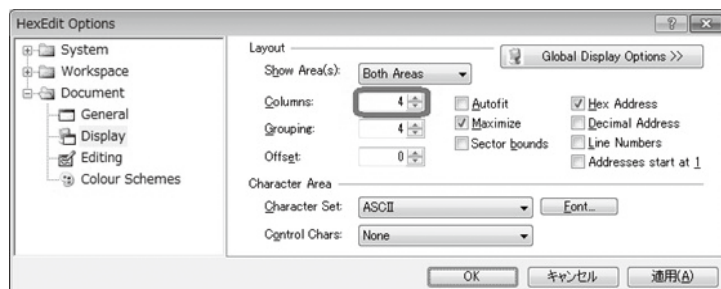 HexEdit Options
System
Workspace
Document
General
Display
Editing
Colour Schemes
Layout
Global Display Options >>
Show Area(s): Both Areas
Columns: 4 Autofit Hex Address
Grouping: 4 Maximize Decimal Address
Sector bounds Line Numbers
Offset: 0 Addresses start at 1
Character Area
Character Set: ASCII Font...
Control Chars: None
OK キャンセル 適用(A)